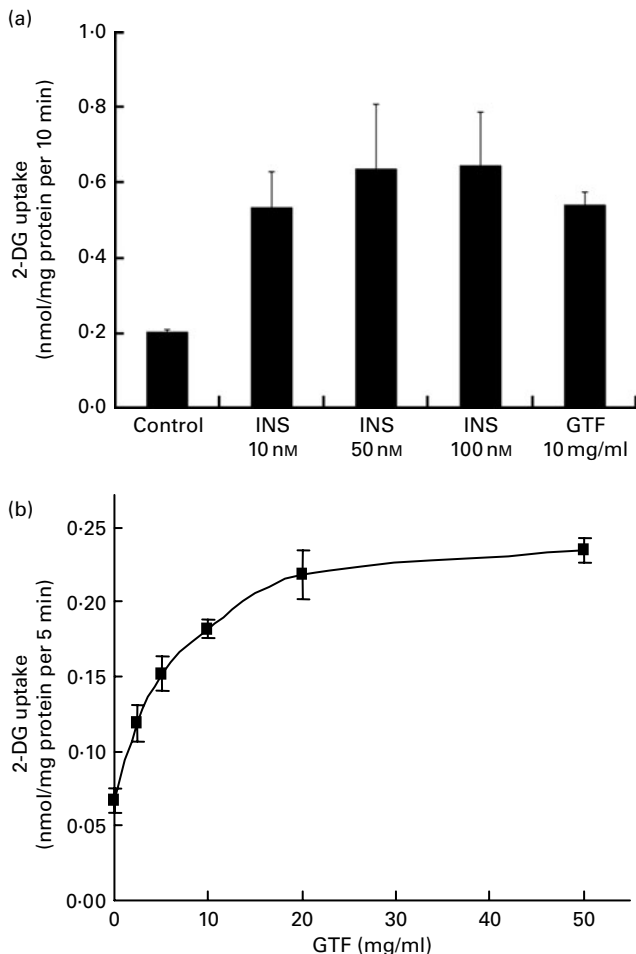 (a)
2-DG uptake
(nmol/mg protein per 10 min)
1·0
0·8
0·6
0·4
0·2
0·0
Control
INS
10 nM
INS
50 nM
INS
100 nM
GTF
10 mg/ml
(b)
2-DG uptake
(nmol/mg protein per 5 min)
0·25
0·20
0·15
0·10
0·05
0·00
0 10 20 30 40 50
GTF (mg/ml)